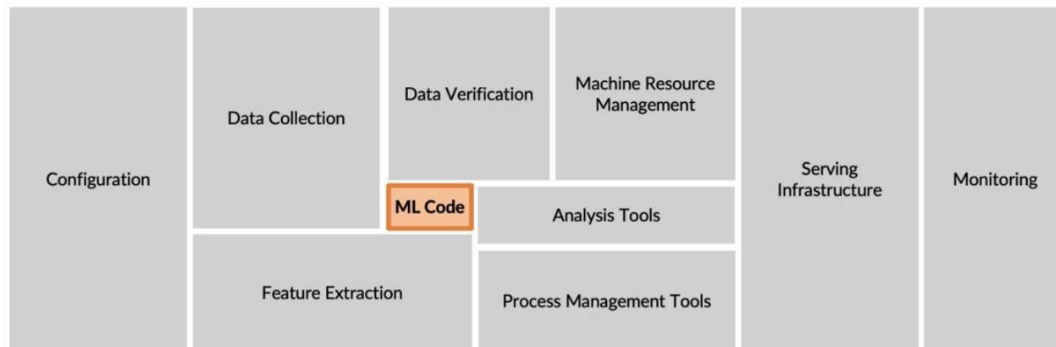 Configuration
Data Collection
Data Verification
Machine Resource
Management
ML Code
Analysis Tools
Feature Extraction
Process Management Tools
Serving
Infrastructure
Monitoring